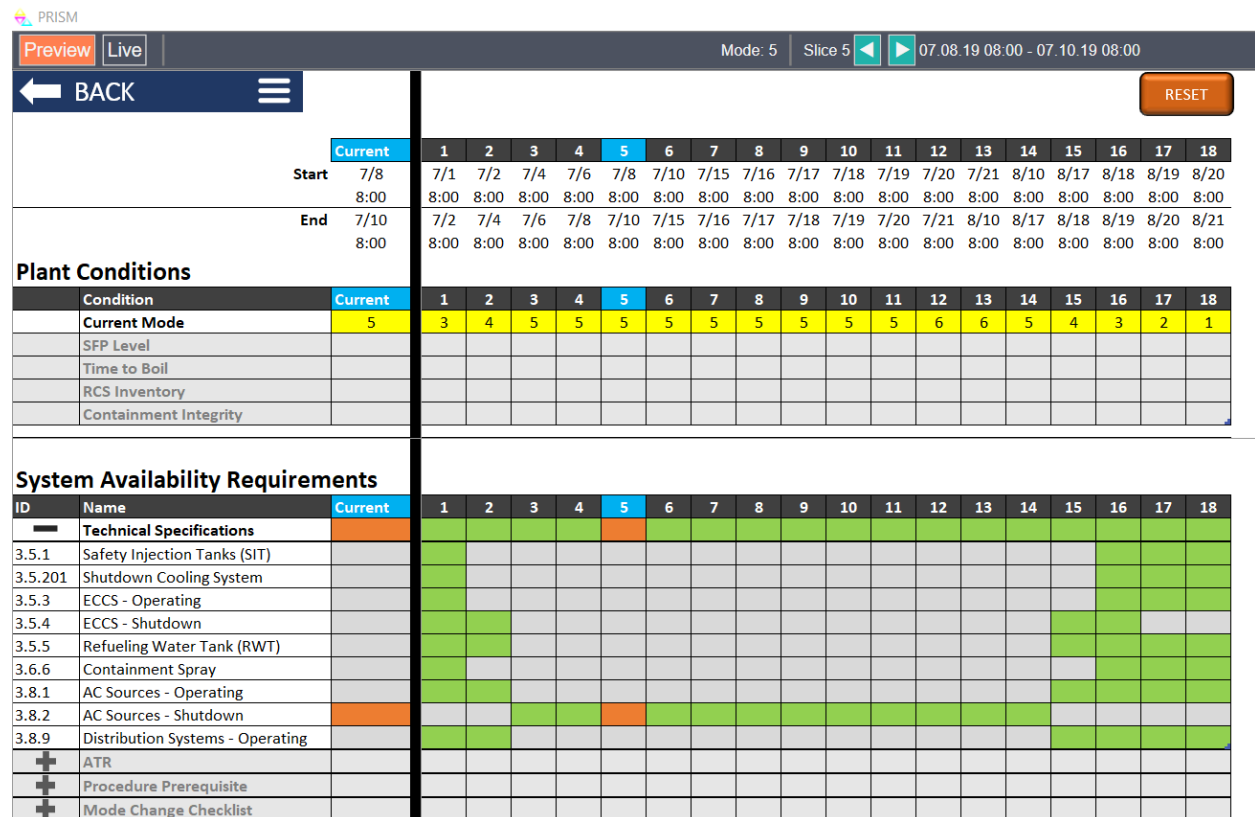 PRISM
Preview Live Mode: 5 Slice 5 07.08.19 08:00 - 07.10.19 08:00
BACK RESET
Current 1 2 3 4 5 6 7 8 9 10 11 12 13 14 15 16 17 18
Start 7/8 7/1 7/2 7/4 7/6 7/8 7/10 7/15 7/16 7/17 7/18 7/19 7/20 7/21 8/10 8/17 8/18 8/19 8/20
8:00 8:00 8:00 8:00 8:00 8:00 8:00 8:00 8:00 8:00 8:00 8:00 8:00 8:00 8:00 8:00 8:00 8:00 8:00
End 7/10 7/2 7/4 7/6 7/8 7/10 7/15 7/16 7/17 7/18 7/19 7/20 7/21 8/10 8/17 8/18 8/19 8/20 8/21
8:00 8:00 8:00 8:00 8:00 8:00 8:00 8:00 8:00 8:00 8:00 8:00 8:00 8:00 8:00 8:00 8:00 8:00 8:00
Plant Conditions
Condition Current 1 2 3 4 5 6 7 8 9 10 11 12 13 14 15 16 17 18
Current Mode 5 3 4 5 5 5 5 5 5 5 5 5 6 6 5 4 3 2 1
SFP Level
Time to Boil
RCS Inventory
Containment Integrity
System Availability Requirements
ID Name Current 1 2 3 4 5 6 7 8 9 10 11 12 13 14 15 16 17 18
Technical Specifications
3.5.1 Safety Injection Tanks (SIT)
3.5.201 Shutdown Cooling System
3.5.3 ECCS - Operating
3.5.4 ECCS - Shutdown
3.5.5 Refueling Water Tank (RWT)
3.6.6 Containment Spray
3.8.1 AC Sources - Operating
3.8.2 AC Sources - Shutdown
3.8.9 Distribution Systems - Operating
ATR
Procedure Prerequisite
Mode Change Checklist